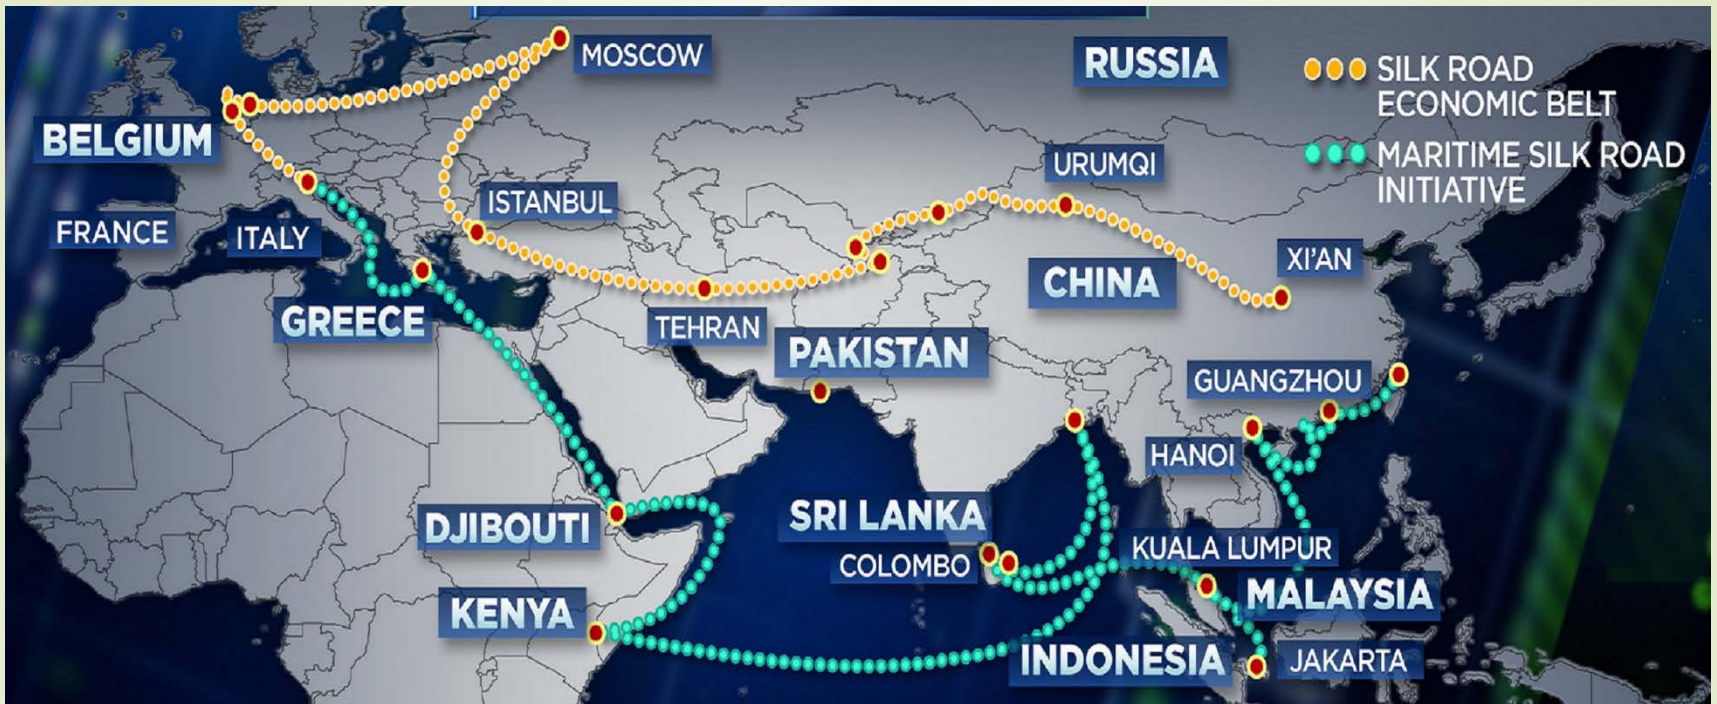 MOSCOW
RUSSIA
SILK ROAD
ECONOMIC BELT
BELGIUM
MARITIME SILK ROAD
INITIATIVE
URUMQI
ISTANBUL
FRANCE
ITALY
XI'AN
CHINA
GREECE
TEHRAN
PAKISTAN
GUANGZHOU
HANOI
SRI LANKA
DJIBOUTI
COLOMBO
KUALA LUMPUR
MALAYSIA
KENYA
INDONESIA
JAKARTA